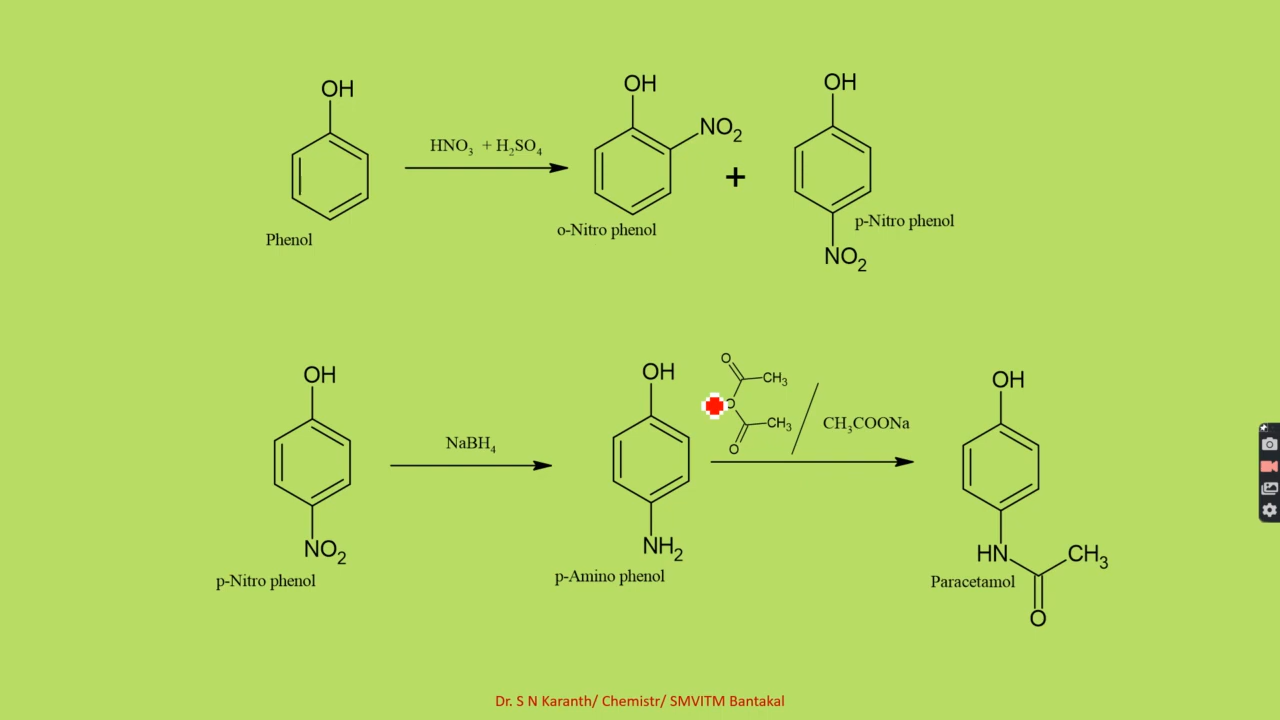 OH
HNO3 + H2SO4
Phenol
OH
NO2
+
o-Nitro phenol
OH
p-Nitro phenol
NO2
OH
NaBH4
NO2
p-Nitro phenol
OH
NH2
p-Amino phenol
O
CH3
O
CH3
O
CH3COONa
OH
HN
CH3
O
Paracetamol
Dr. S N Karanth/ Chemistr/ SMVITM Bantakal